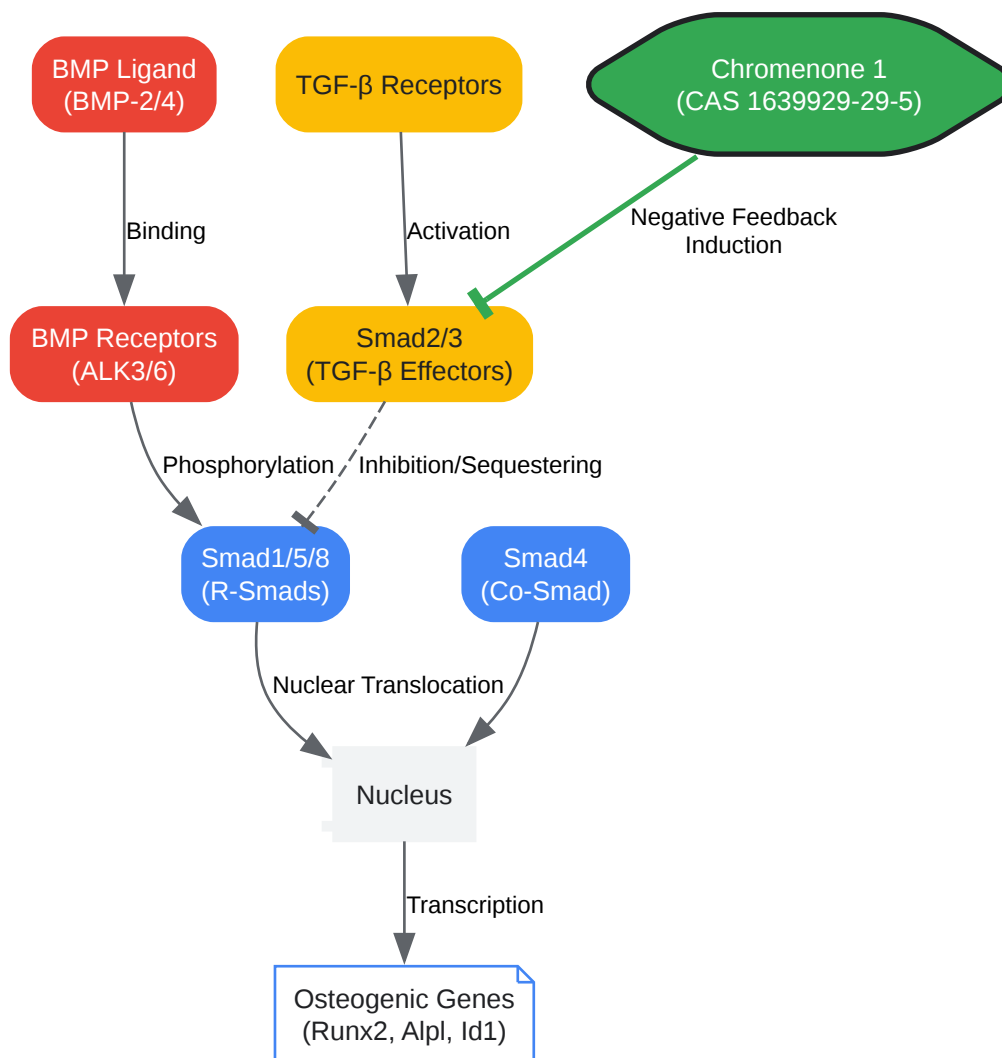 BMP Ligand
(BMP-2/4)
TGF-β Receptors
Chromenone 1
(CAS 1639929-29-5)
Binding
Activation
Negative Feedback
Induction
BMP Receptors
(ALK3/6)
Smad2/3
(TGF-β Effectors)
Phosphorylation
Inhibition/Sequestering
Smad1/5/8
(R-Smads)
Smad4
(Co-Smad)
Nuclear Translocation
Nucleus
Transcription
Osteogenic Genes
(Runx2, Alpl, Id1)